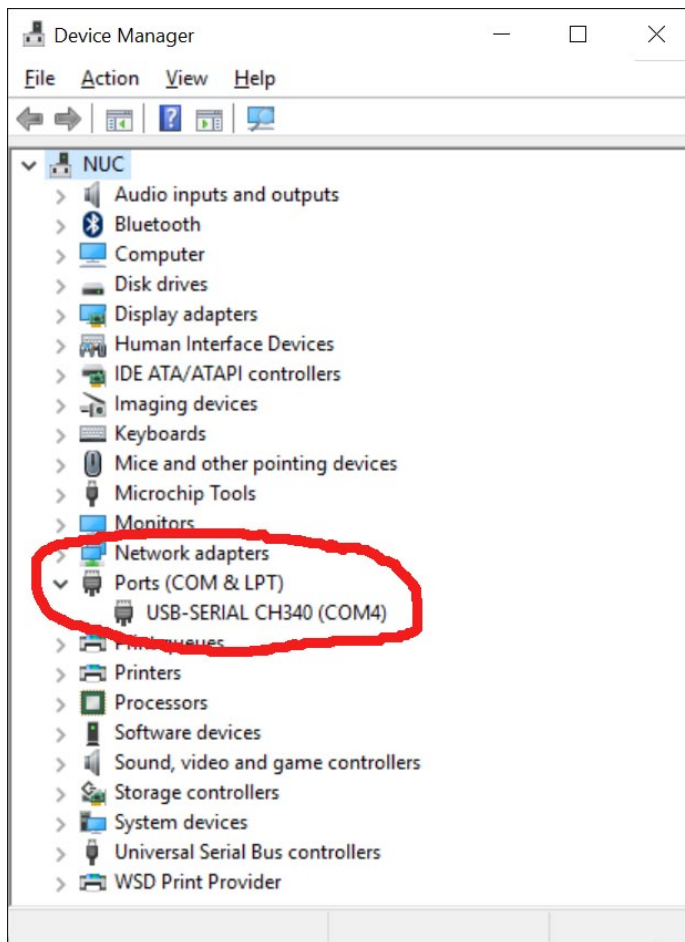 Device Manager
File Action View Help
NUC
Audio inputs and outputs
Bluetooth
Computer
Disk drives
Display adapters
Human Interface Devices
IDE ATA/ATAPI controllers
Imaging devices
Keyboards
Mice and other pointing devices
Microchip Tools
Monitors
Network adapters
Ports (COM & LPT)
USB-SERIAL CH340 (COM4)
Print queues
Printers
Processors
Software devices
Sound, video and game controllers
Storage controllers
System devices
Universal Serial Bus controllers
WSD Print Provider